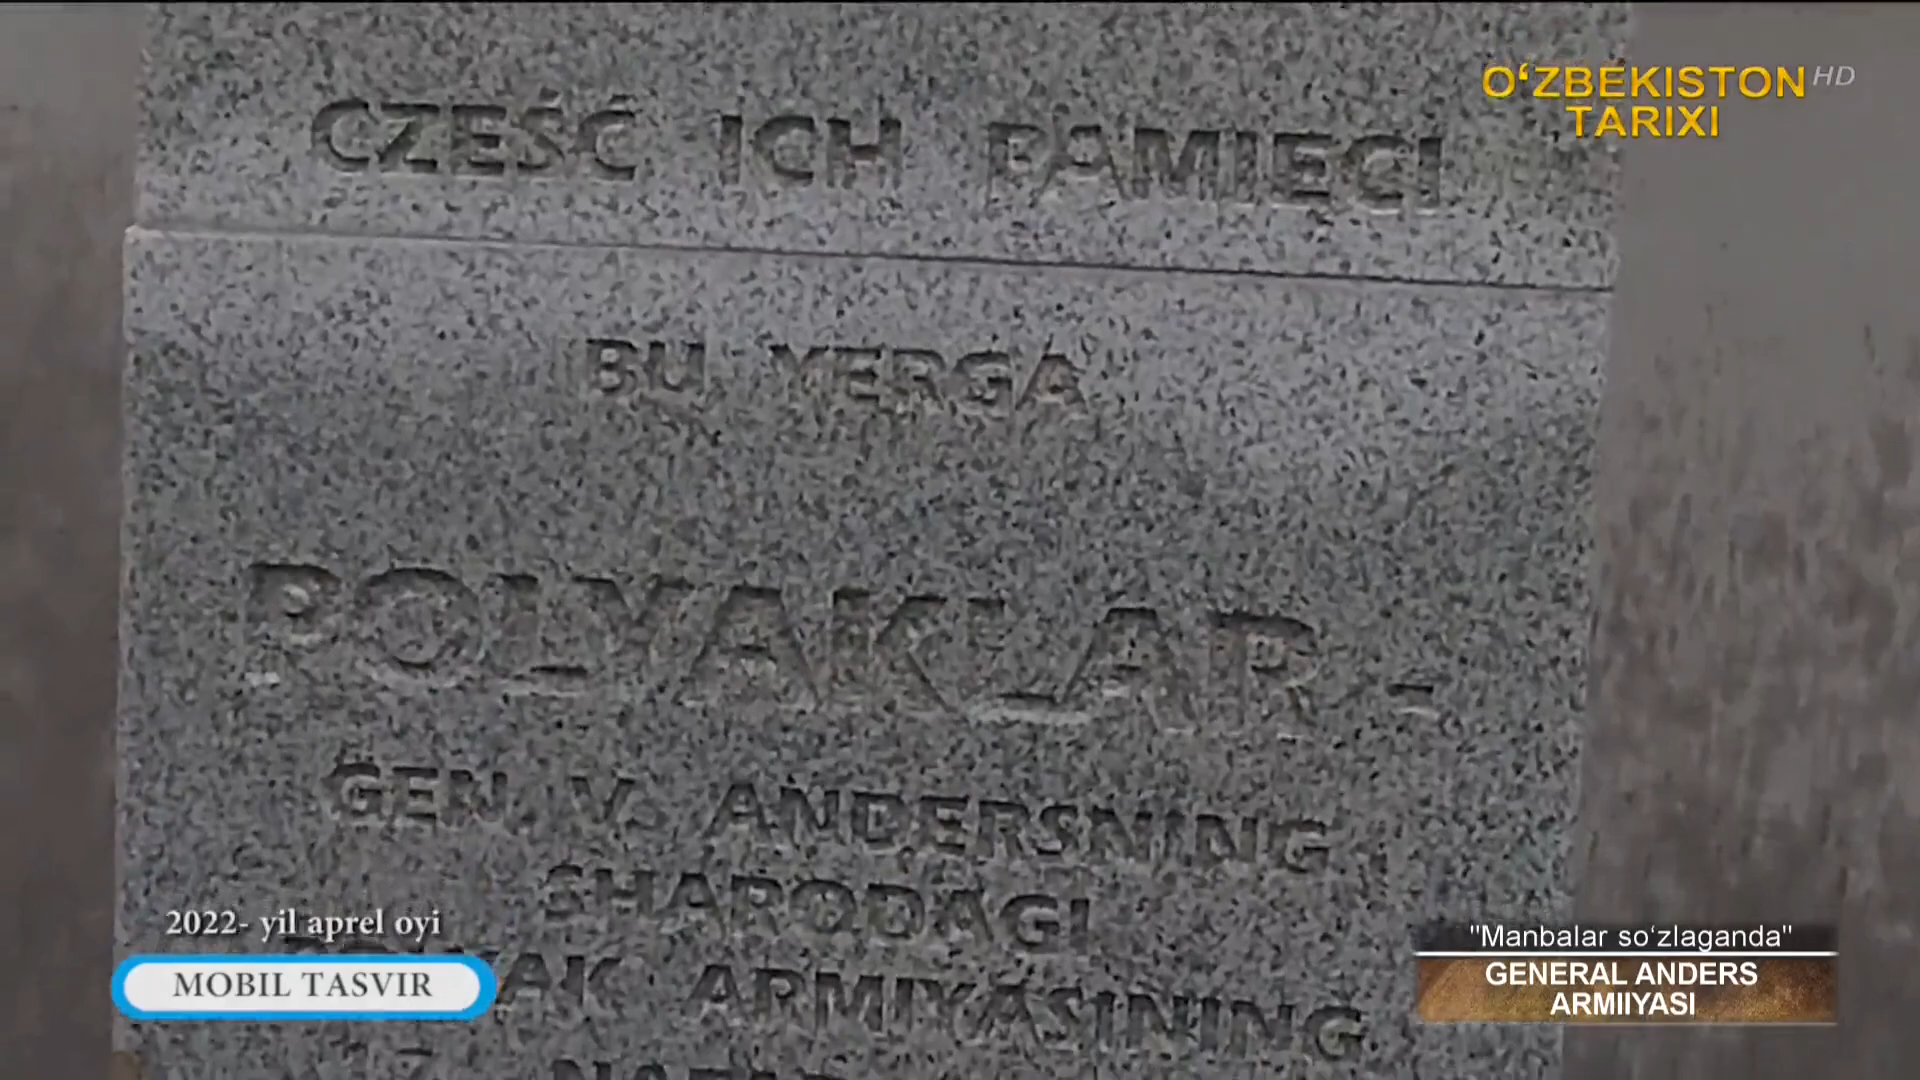 O‘ZBEKISTON HD
TARIXI
CZEŚĆ ICH PAMIĘCI
BU YERGA
POLYAKLAR -
GEN. V. ANDERSNING
SHARQDAGI
ARMIYASINING
2022- yil aprel oyi
MOBIL TASVIR
"Manbalar so‘zlaganda"
GENERAL ANDERS
ARMIIYASI